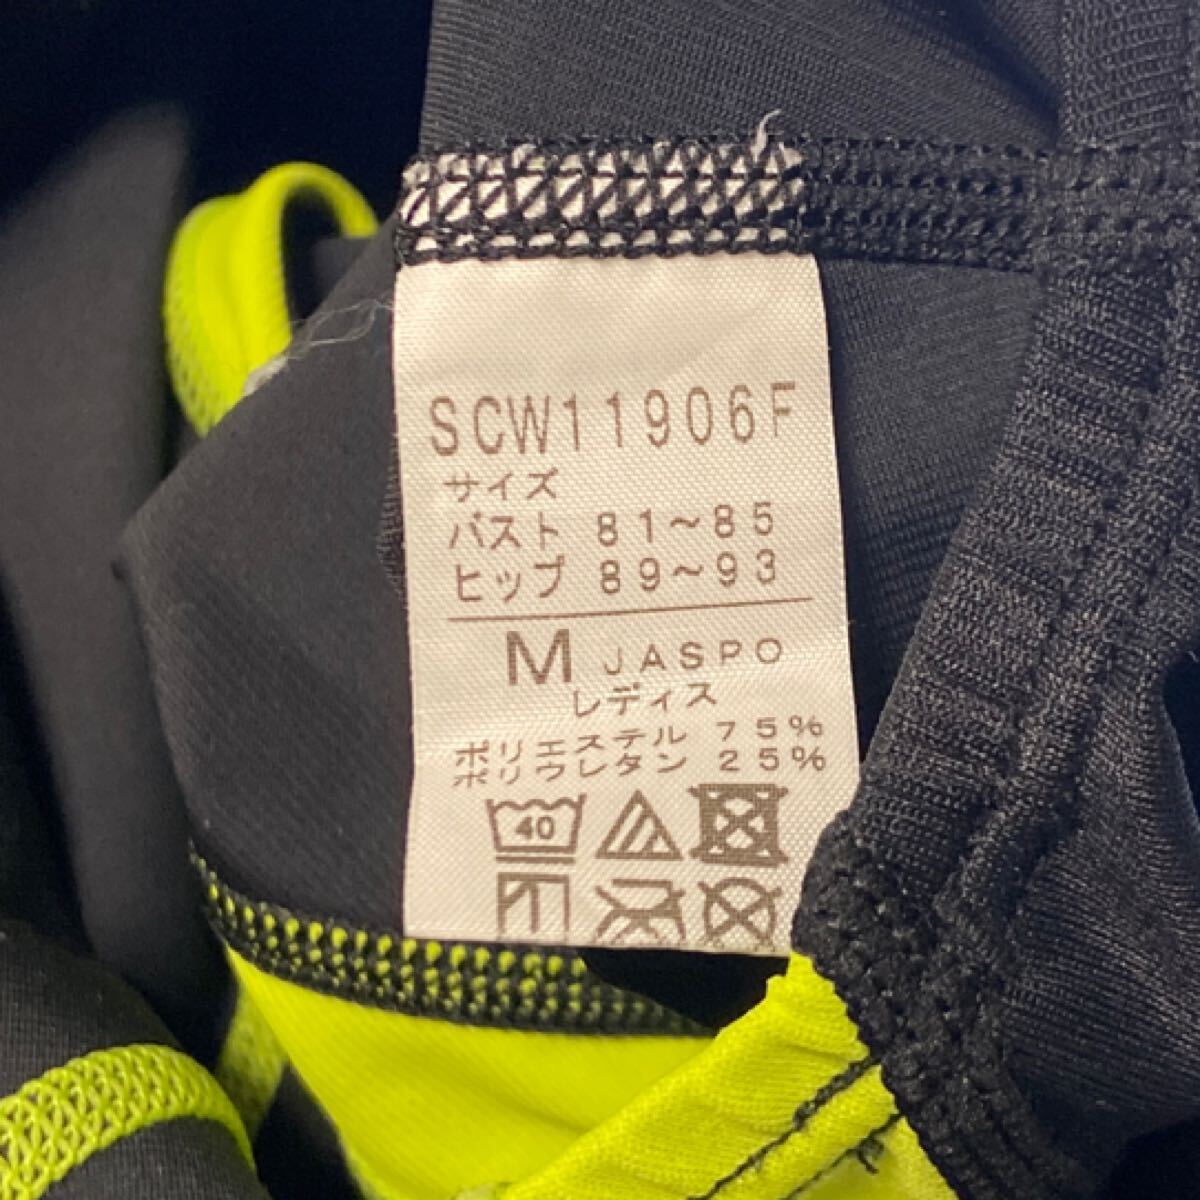 SCW11906F
サイズ
バスト 81～85
ヒップ 89～93
M JASPO
レディス
ポリエステル 75%
ポリウレタン 25%
40